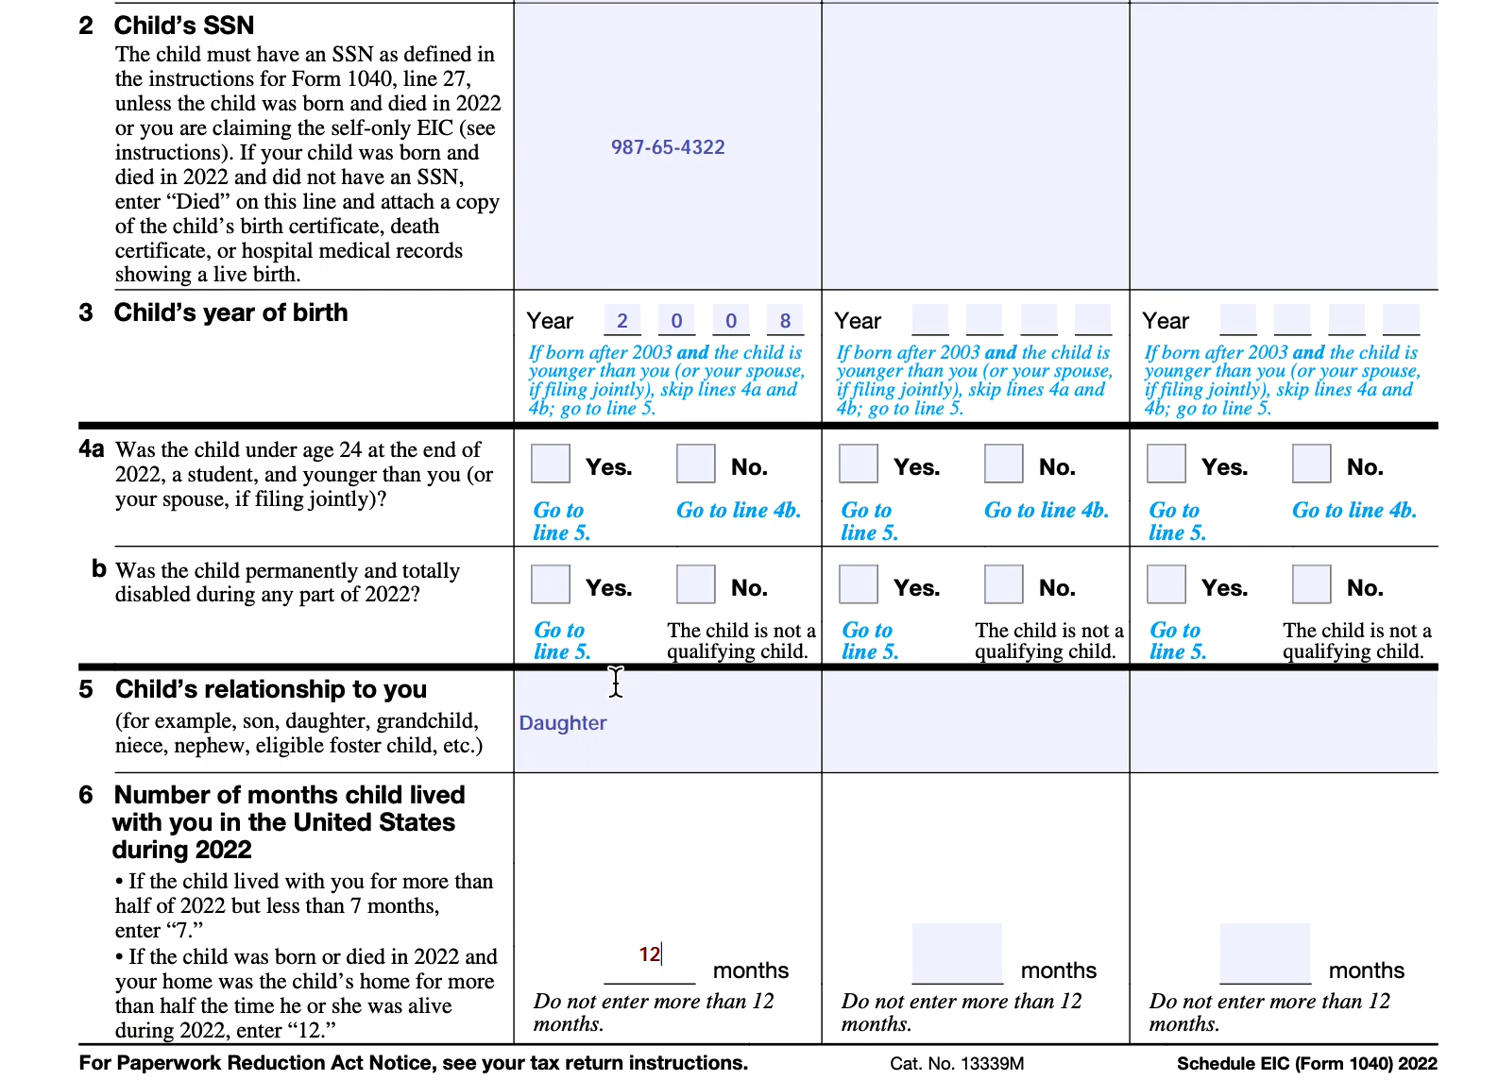 2 Child’s SSN
The child must have an SSN as defined in
the instructions for Form 1040, line 27,
unless the child was born and died in 2022
or you are claiming the self-only EIC (see
instructions). If your child was born and
died in 2022 and did not have an SSN,
enter “Died” on this line and attach a copy
of the child’s birth certificate, death
certificate, or hospital medical records
showing a live birth.
987-65-4322
3 Child’s year of birth
Year 2 0 0 8
If born after 2003 and the child is
younger than you (or your spouse,
if filing jointly), skip lines 4a and
4b; go to line 5.
Year
If born after 2003 and the child is
younger than you (or your spouse,
if filing jointly), skip lines 4a and
4b; go to line 5.
Year
If born after 2003 and the child is
younger than you (or your spouse,
if filing jointly), skip lines 4a and
4b; go to line 5.
4a Was the child under age 24 at the end of
2022, a student, and younger than you (or
your spouse, if filing jointly)?
Yes. No.
Go to Go to line 4b.
line 5.
Yes. No.
Go to Go to line 4b.
line 5.
Yes. No.
Go to Go to line 4b.
line 5.
b Was the child permanently and totally
disabled during any part of 2022?
Yes. No.
Go to The child is not a
line 5. qualifying child.
Yes. No.
Go to The child is not a
line 5. qualifying child.
Yes. No.
Go to The child is not a
line 5. qualifying child.
5 Child’s relationship to you
(for example, son, daughter, grandchild,
niece, nephew, eligible foster child, etc.)
Daughter
6 Number of months child lived
with you in the United States
during 2022
• If the child lived with you for more than
half of 2022 but less than 7 months,
enter “7.”
• If the child was born or died in 2022 and
your home was the child’s home for more
than half the time he or she was alive
during 2022, enter “12.”
12 months
Do not enter more than 12
months.
months
Do not enter more than 12
months.
months
Do not enter more than 12
months.
For Paperwork Reduction Act Notice, see your tax return instructions. Cat. No. 13339M Schedule EIC (Form 1040) 2022